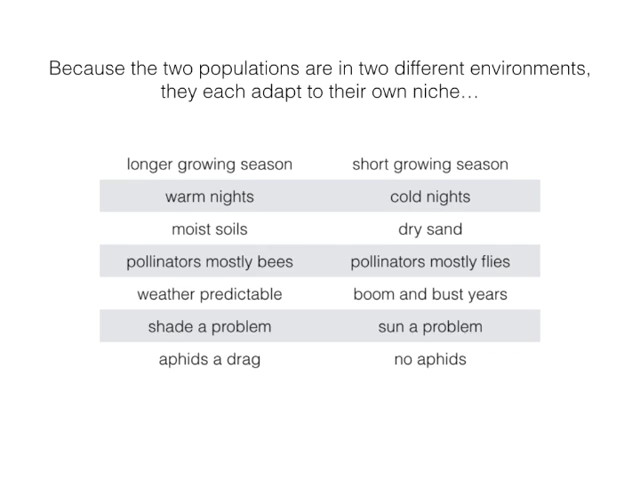 Because the two populations are in two different environments,
they each adapt to their own niche…
longer growing season short growing season
warm nights cold nights
moist soils dry sand
pollinators mostly bees pollinators mostly flies
weather predictable boom and bust years
shade a problem sun a problem
aphids a drag no aphids